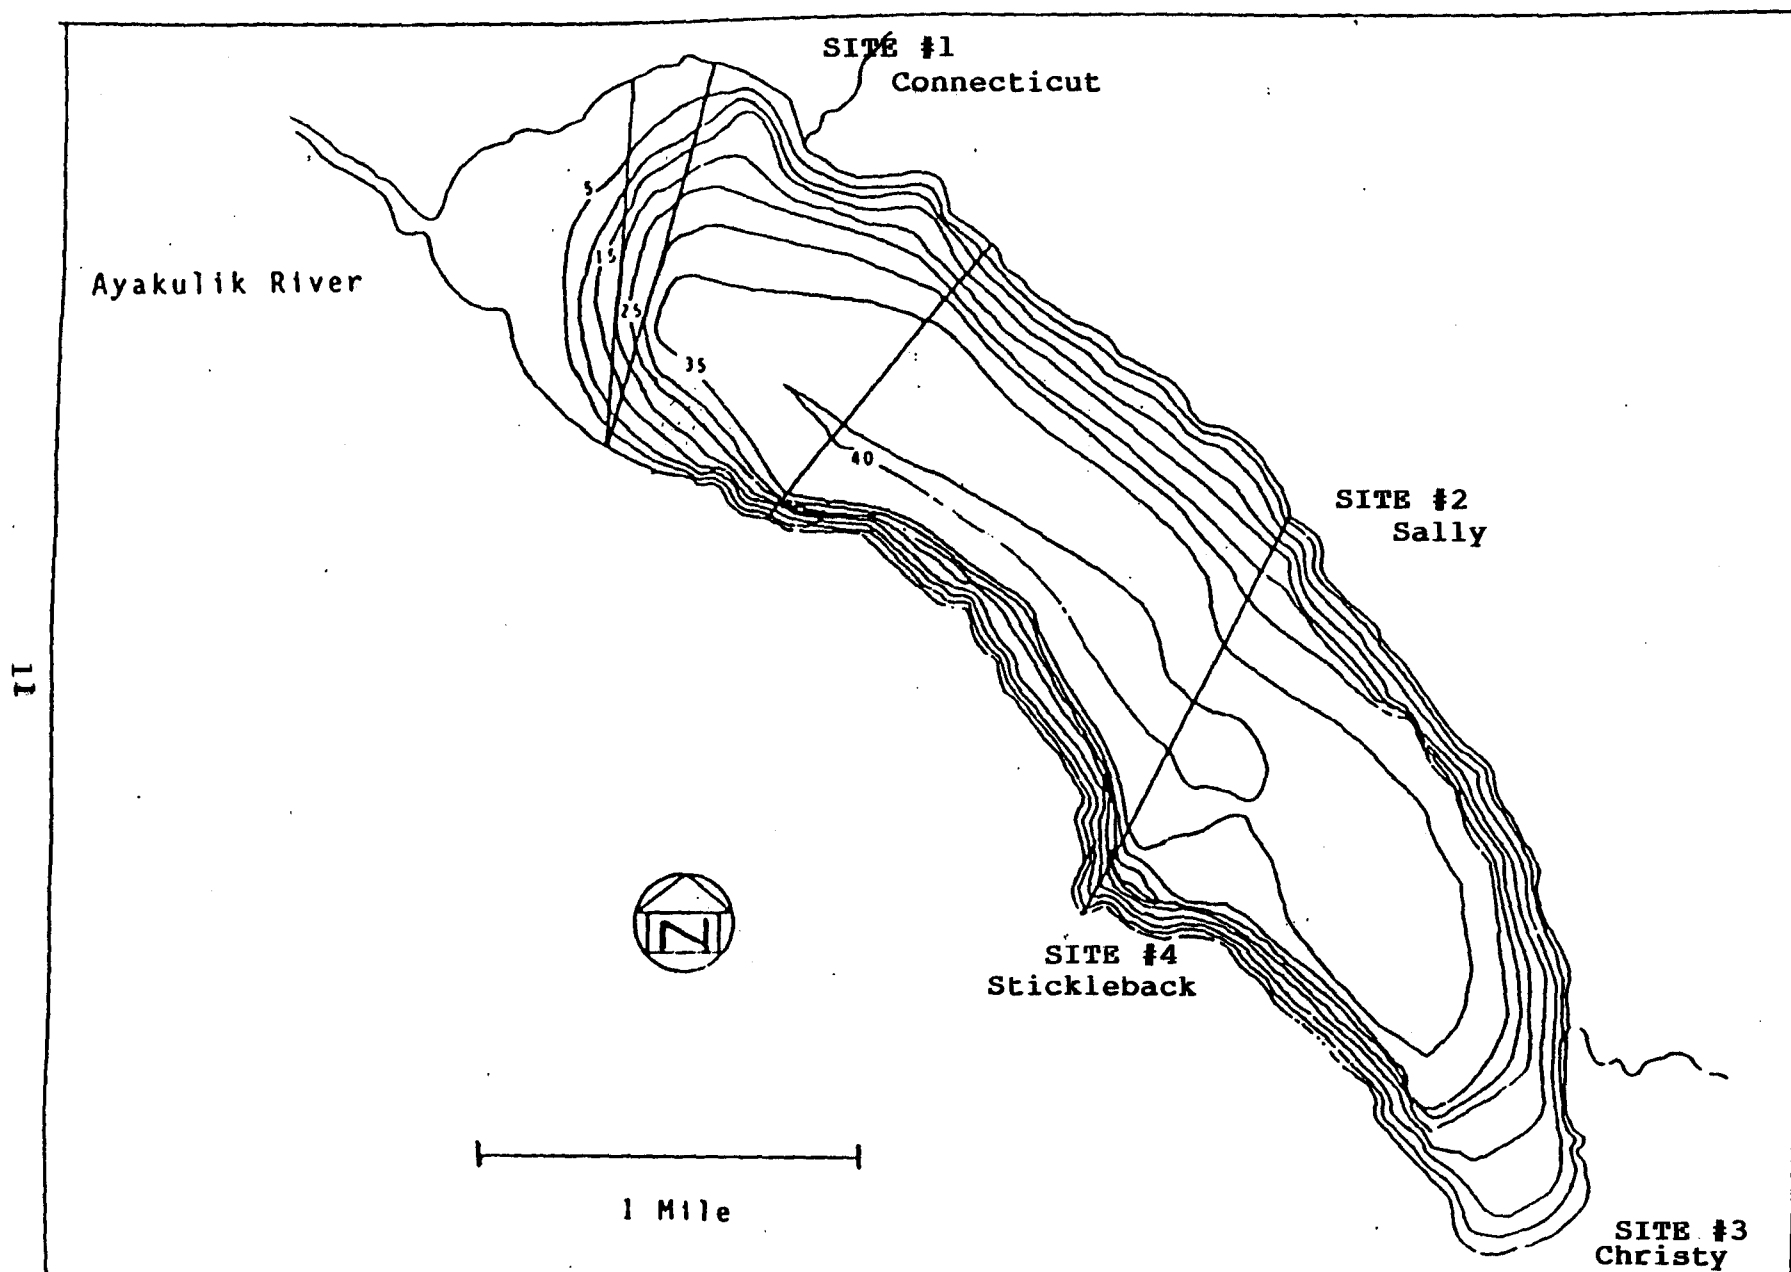 SITE #1
Connecticut
5
15
Ayakulik River
25
35
40
SITE #2
Sally
11
N
SITE #4
Stickleback
1 Mile
SITE #3
Christy